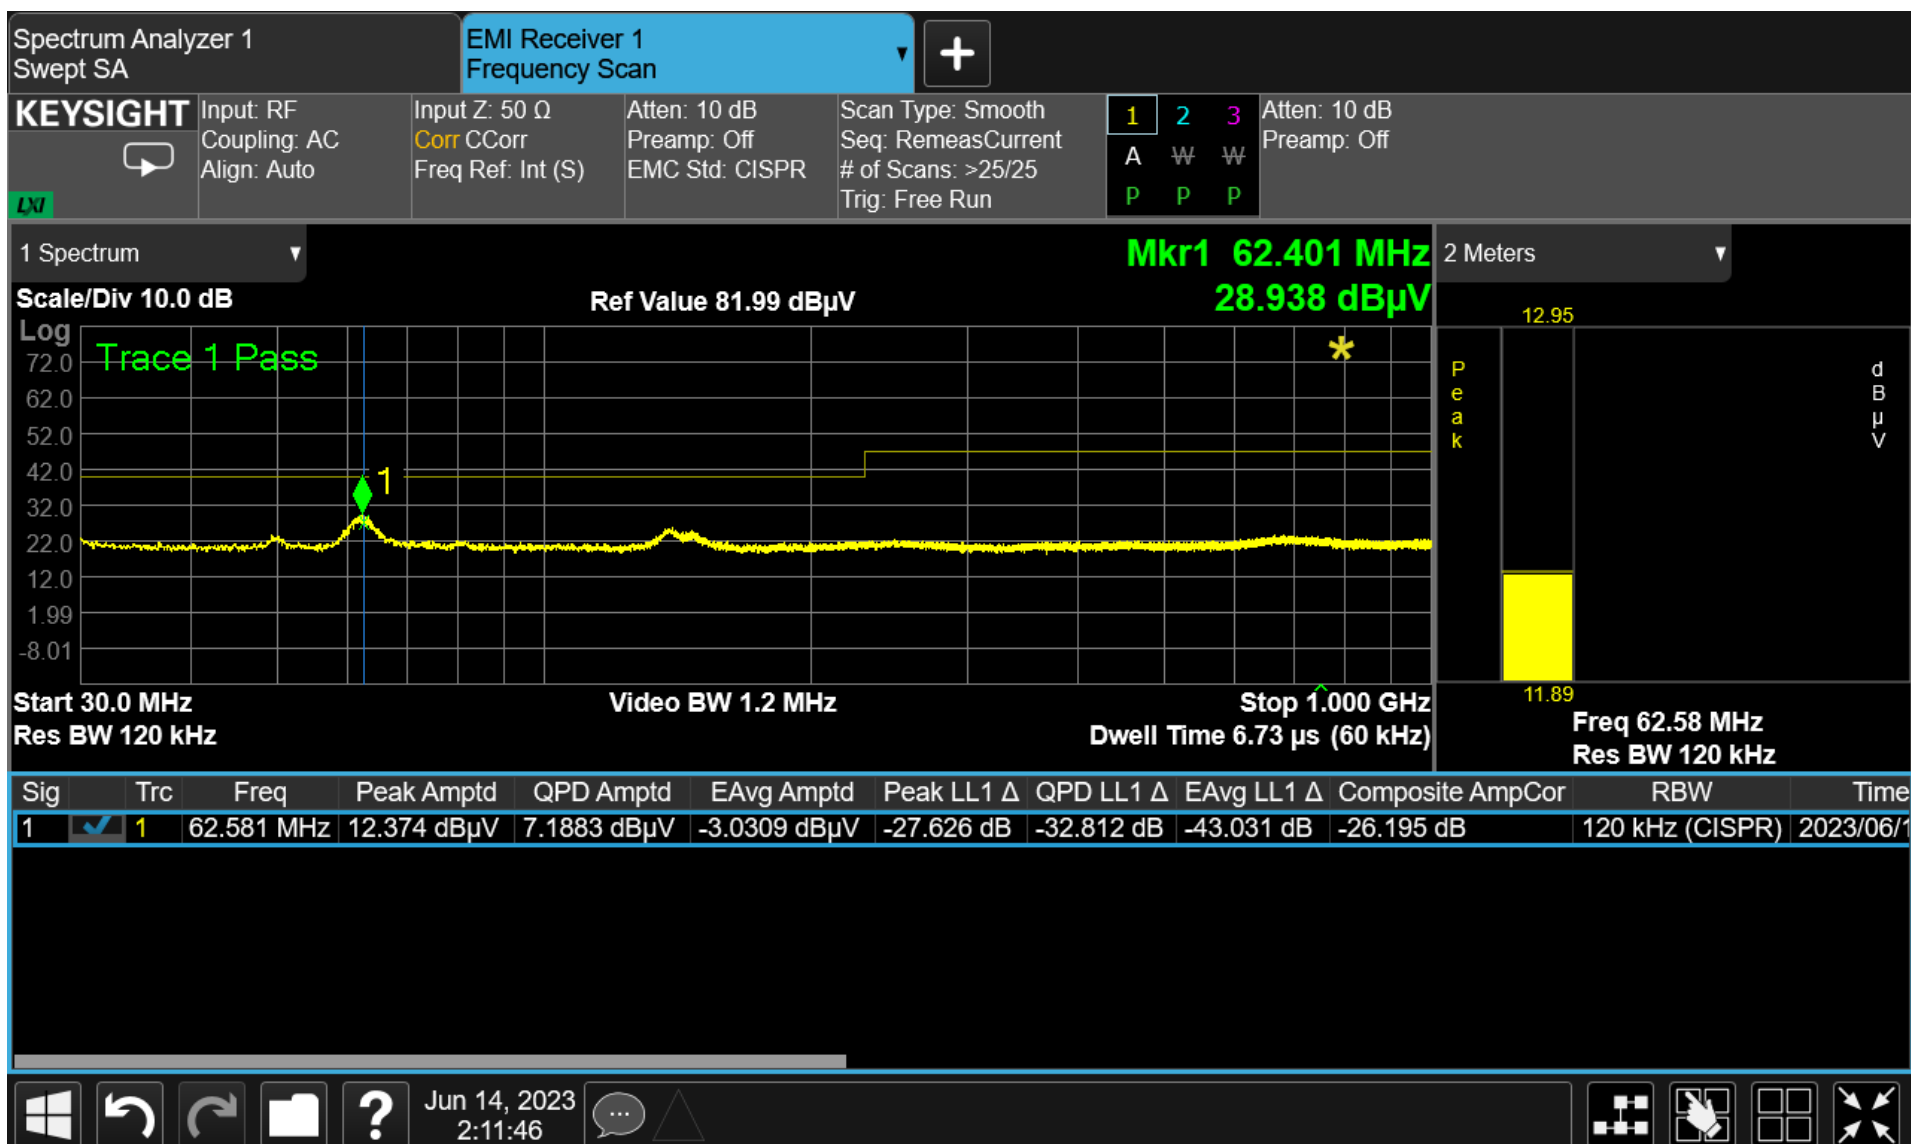 Spectrum Analyzer 1
Swept SA
EMI Receiver 1
Frequency Scan
KEYSIGHT
LXI
Input: RF
Coupling: AC
Align: Auto
Input Z: 50 Ω
Corr CCorr
Freq Ref: Int (S)
Atten: 10 dB
Preamp: Off
EMC Std: CISPR
Scan Type: Smooth
Seq: RemeasCurrent
# of Scans: >25/25
Trig: Free Run
1 2 3
A W W
P P P
Atten: 10 dB
Preamp: Off
1 Spectrum
Mkr1 62.401 MHz
28.938 dBµV
Scale/Div 10.0 dB
Ref Value 81.99 dBµV
Log
Trace 1 Pass
72.0
62.0
52.0
42.0
32.0
22.0
12.0
1.99
-8.01
1
Start 30.0 MHz
Video BW 1.2 MHz
Stop 1.000 GHz
Res BW 120 kHz
Dwell Time 6.73 µs (60 kHz)
2 Meters
12.95
Peak
dBµV
11.89
Freq 62.58 MHz
Res BW 120 kHz
Sig Trc Freq Peak Amptd QPD Amptd EAvg Amptd Peak LL1 Δ QPD LL1 Δ EAvg LL1 Δ Composite AmpCor RBW Time
1 1 62.581 MHz 12.374 dBµV 7.1883 dBµV -3.0309 dBµV -27.626 dB -32.812 dB -43.031 dB -26.195 dB 120 kHz (CISPR) 2023/06/1
Jun 14, 2023
2:11:46